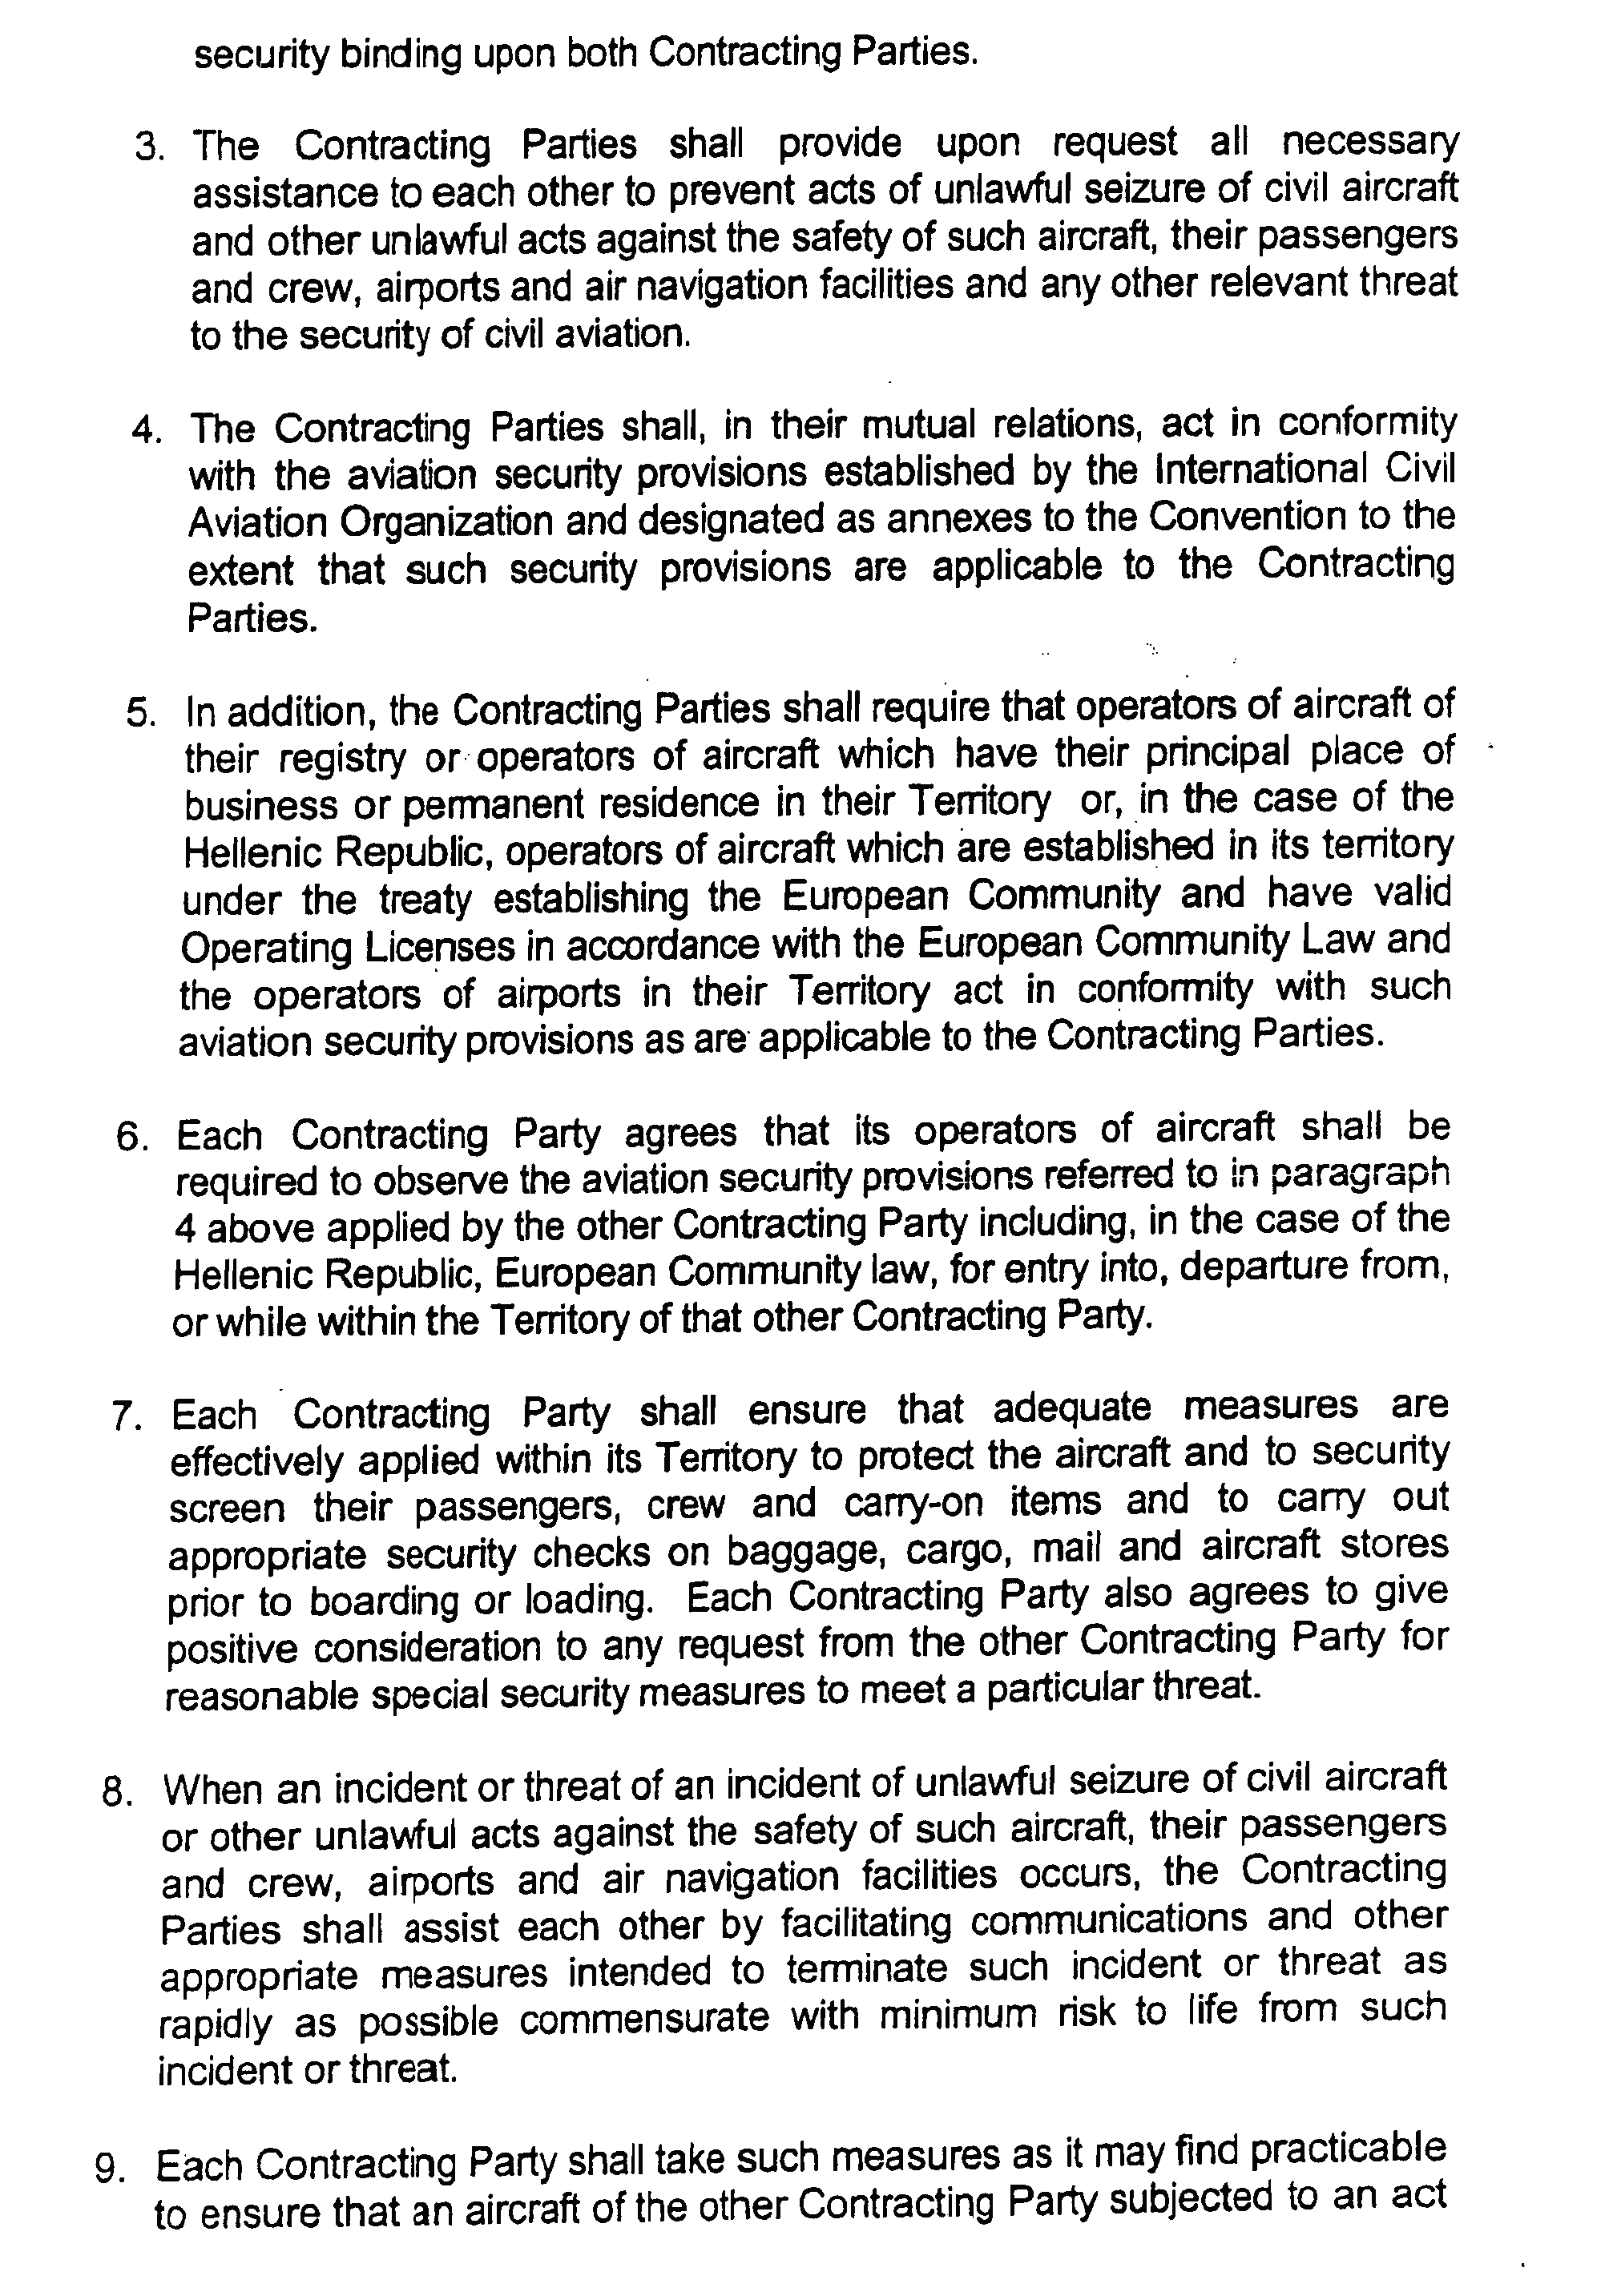 security binding upon both Contracting Parties.
3. The Contracting Parties shall provide upon request all necessary
assistance to each other to prevent acts of unlawful seizure of civil aircraft
and other unlawful acts against the safety of such aircraft, their passengers
and crew, airports and air navigation facilities and any other relevant threat
to the security of civil aviation.
4. The Contracting Parties shall, in their mutual relations, act in conformity
with the aviation security provisions established by the International Civil
Aviation Organization and designated as annexes to the Convention to the
extent that such security provisions are applicable to the Contracting
Parties.
5. In addition, the Contracting Parties shall require that operators of aircraft of
their registry or operators of aircraft which have their principal place of
business or permanent residence in their Territory or, in the case of the
Hellenic Republic, operators of aircraft which are established in its territory
under the treaty establishing the European Community and have valid
Operating Licenses in accordance with the European Community Law and
the operators of airports in their Territory act in conformity with such
aviation security provisions as are applicable to the Contracting Parties.
6. Each Contracting Party agrees that its operators of aircraft shall be
required to observe the aviation security provisions referred to in paragraph
4 above applied by the other Contracting Party including, in the case of the
Hellenic Republic, European Community law, for entry into, departure from,
or while within the Territory of that other Contracting Party.
7. Each Contracting Party shall ensure that adequate measures are
effectively applied within its Territory to protect the aircraft and to security
screen their passengers, crew and carry-on items and to carry out
appropriate security checks on baggage, cargo, mail and aircraft stores
prior to boarding or loading. Each Contracting Party also agrees to give
positive consideration to any request from the other Contracting Party for
reasonable special security measures to meet a particular threat.
8. When an incident or threat of an incident of unlawful seizure of civil aircraft
or other unlawful acts against the safety of such aircraft, their passengers
and crew, airports and air navigation facilities occurs, the Contracting
Parties shall assist each other by facilitating communications and other
appropriate measures intended to terminate such incident or threat as
rapidly as possible commensurate with minimum risk to life from such
incident or threat.
9. Each Contracting Party shall take such measures as it may find practicable
to ensure that an aircraft of the other Contracting Party subjected to an act